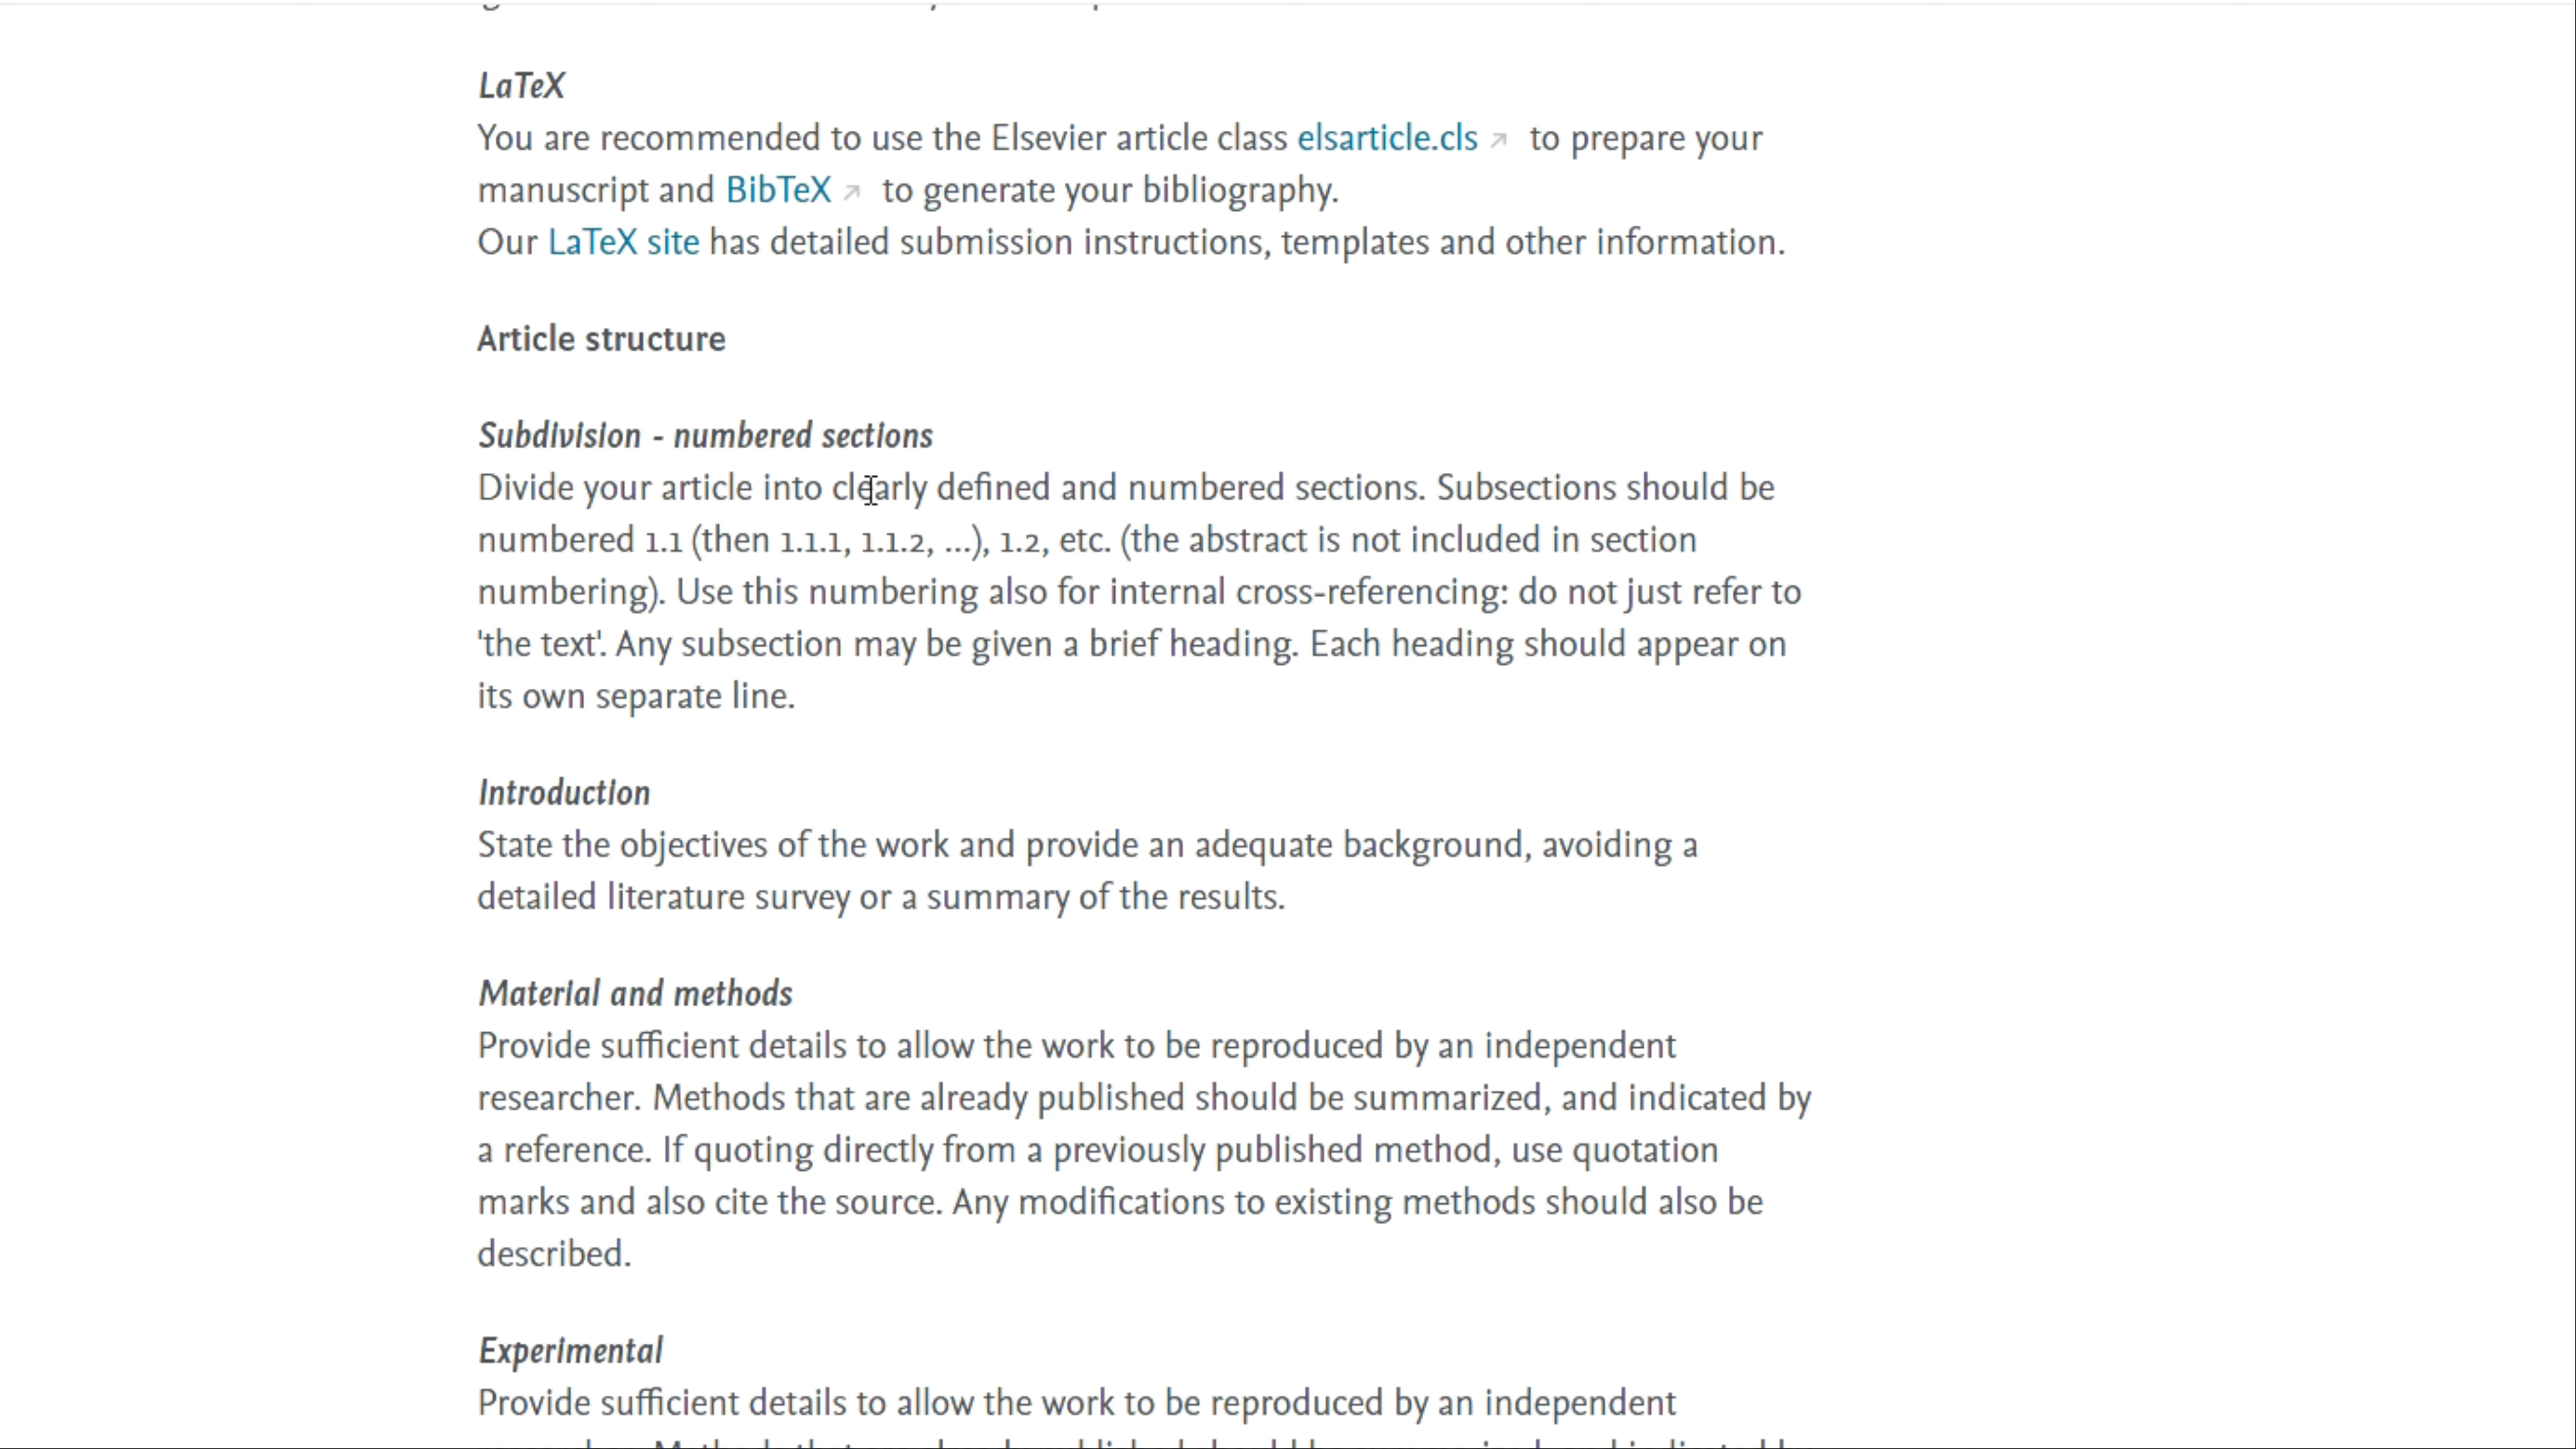 LaTeX
You are recommended to use the Elsevier article class elsarticle.cls ↗ to prepare your
manuscript and BibTeX ↗ to generate your bibliography.
Our LaTeX site has detailed submission instructions, templates and other information.
Article structure
Subdivision - numbered sections
Divide your article into clearly defined and numbered sections. Subsections should be
numbered 1.1 (then 1.1.1, 1.1.2, ...), 1.2, etc. (the abstract is not included in section
numbering). Use this numbering also for internal cross-referencing: do not just refer to
'the text'. Any subsection may be given a brief heading. Each heading should appear on
its own separate line.
Introduction
State the objectives of the work and provide an adequate background, avoiding a
detailed literature survey or a summary of the results.
Material and methods
Provide sufficient details to allow the work to be reproduced by an independent
researcher. Methods that are already published should be summarized, and indicated by
a reference. If quoting directly from a previously published method, use quotation
marks and also cite the source. Any modifications to existing methods should also be
described.
Experimental
Provide sufficient details to allow the work to be reproduced by an independent